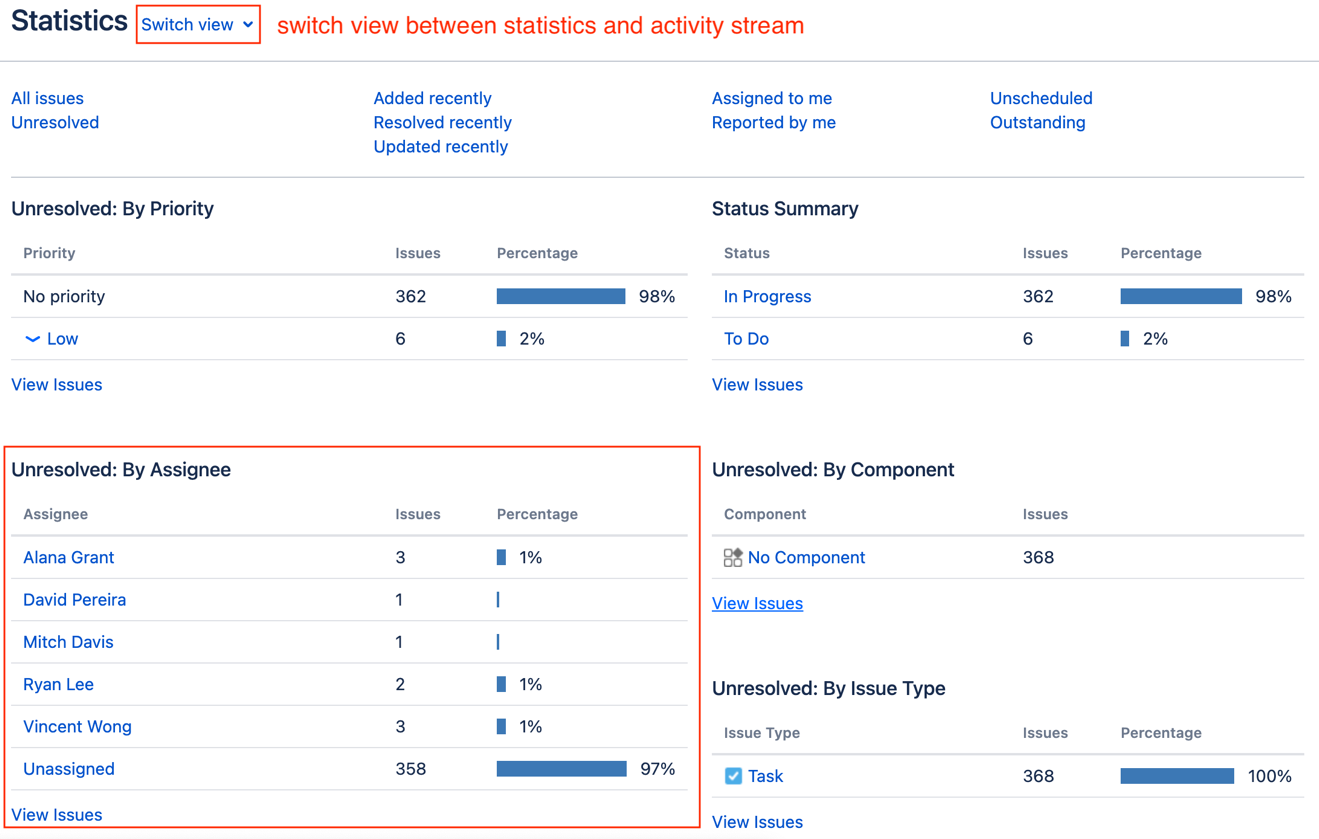 Statistics Switch view switch view between statistics and activity stream
All issues Added recently Assigned to me Unscheduled
Unresolved Resolved recently Reported by me Outstanding
Updated recently
Unresolved: By Priority
Priority Issues Percentage
No priority 362 98%
Low 6 2%
View Issues
Status Summary
Status Issues Percentage
In Progress 362 98%
To Do 6 2%
View Issues
Unresolved: By Assignee
Assignee Issues Percentage
Alana Grant 3 1%
David Pereira 1
Mitch Davis 1
Ryan Lee 2 1%
Vincent Wong 3 1%
Unassigned 358 97%
View Issues
Unresolved: By Component
Component Issues
No Component 368
View Issues
Unresolved: By Issue Type
Issue Type Issues Percentage
Task 368 100%
View Issues